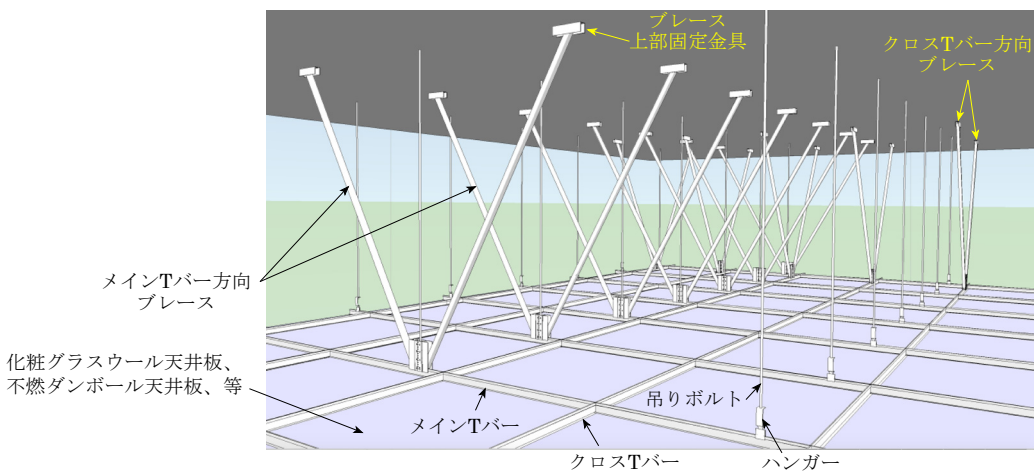 ブレース
上部固定金具
クロスTバー方向
ブレース
メインTバー方向
ブレース
化粧グラスウール天井板、
不燃ダンボール天井板、等
メインTバー
吊りボルト
クロスTバー
ハンガー